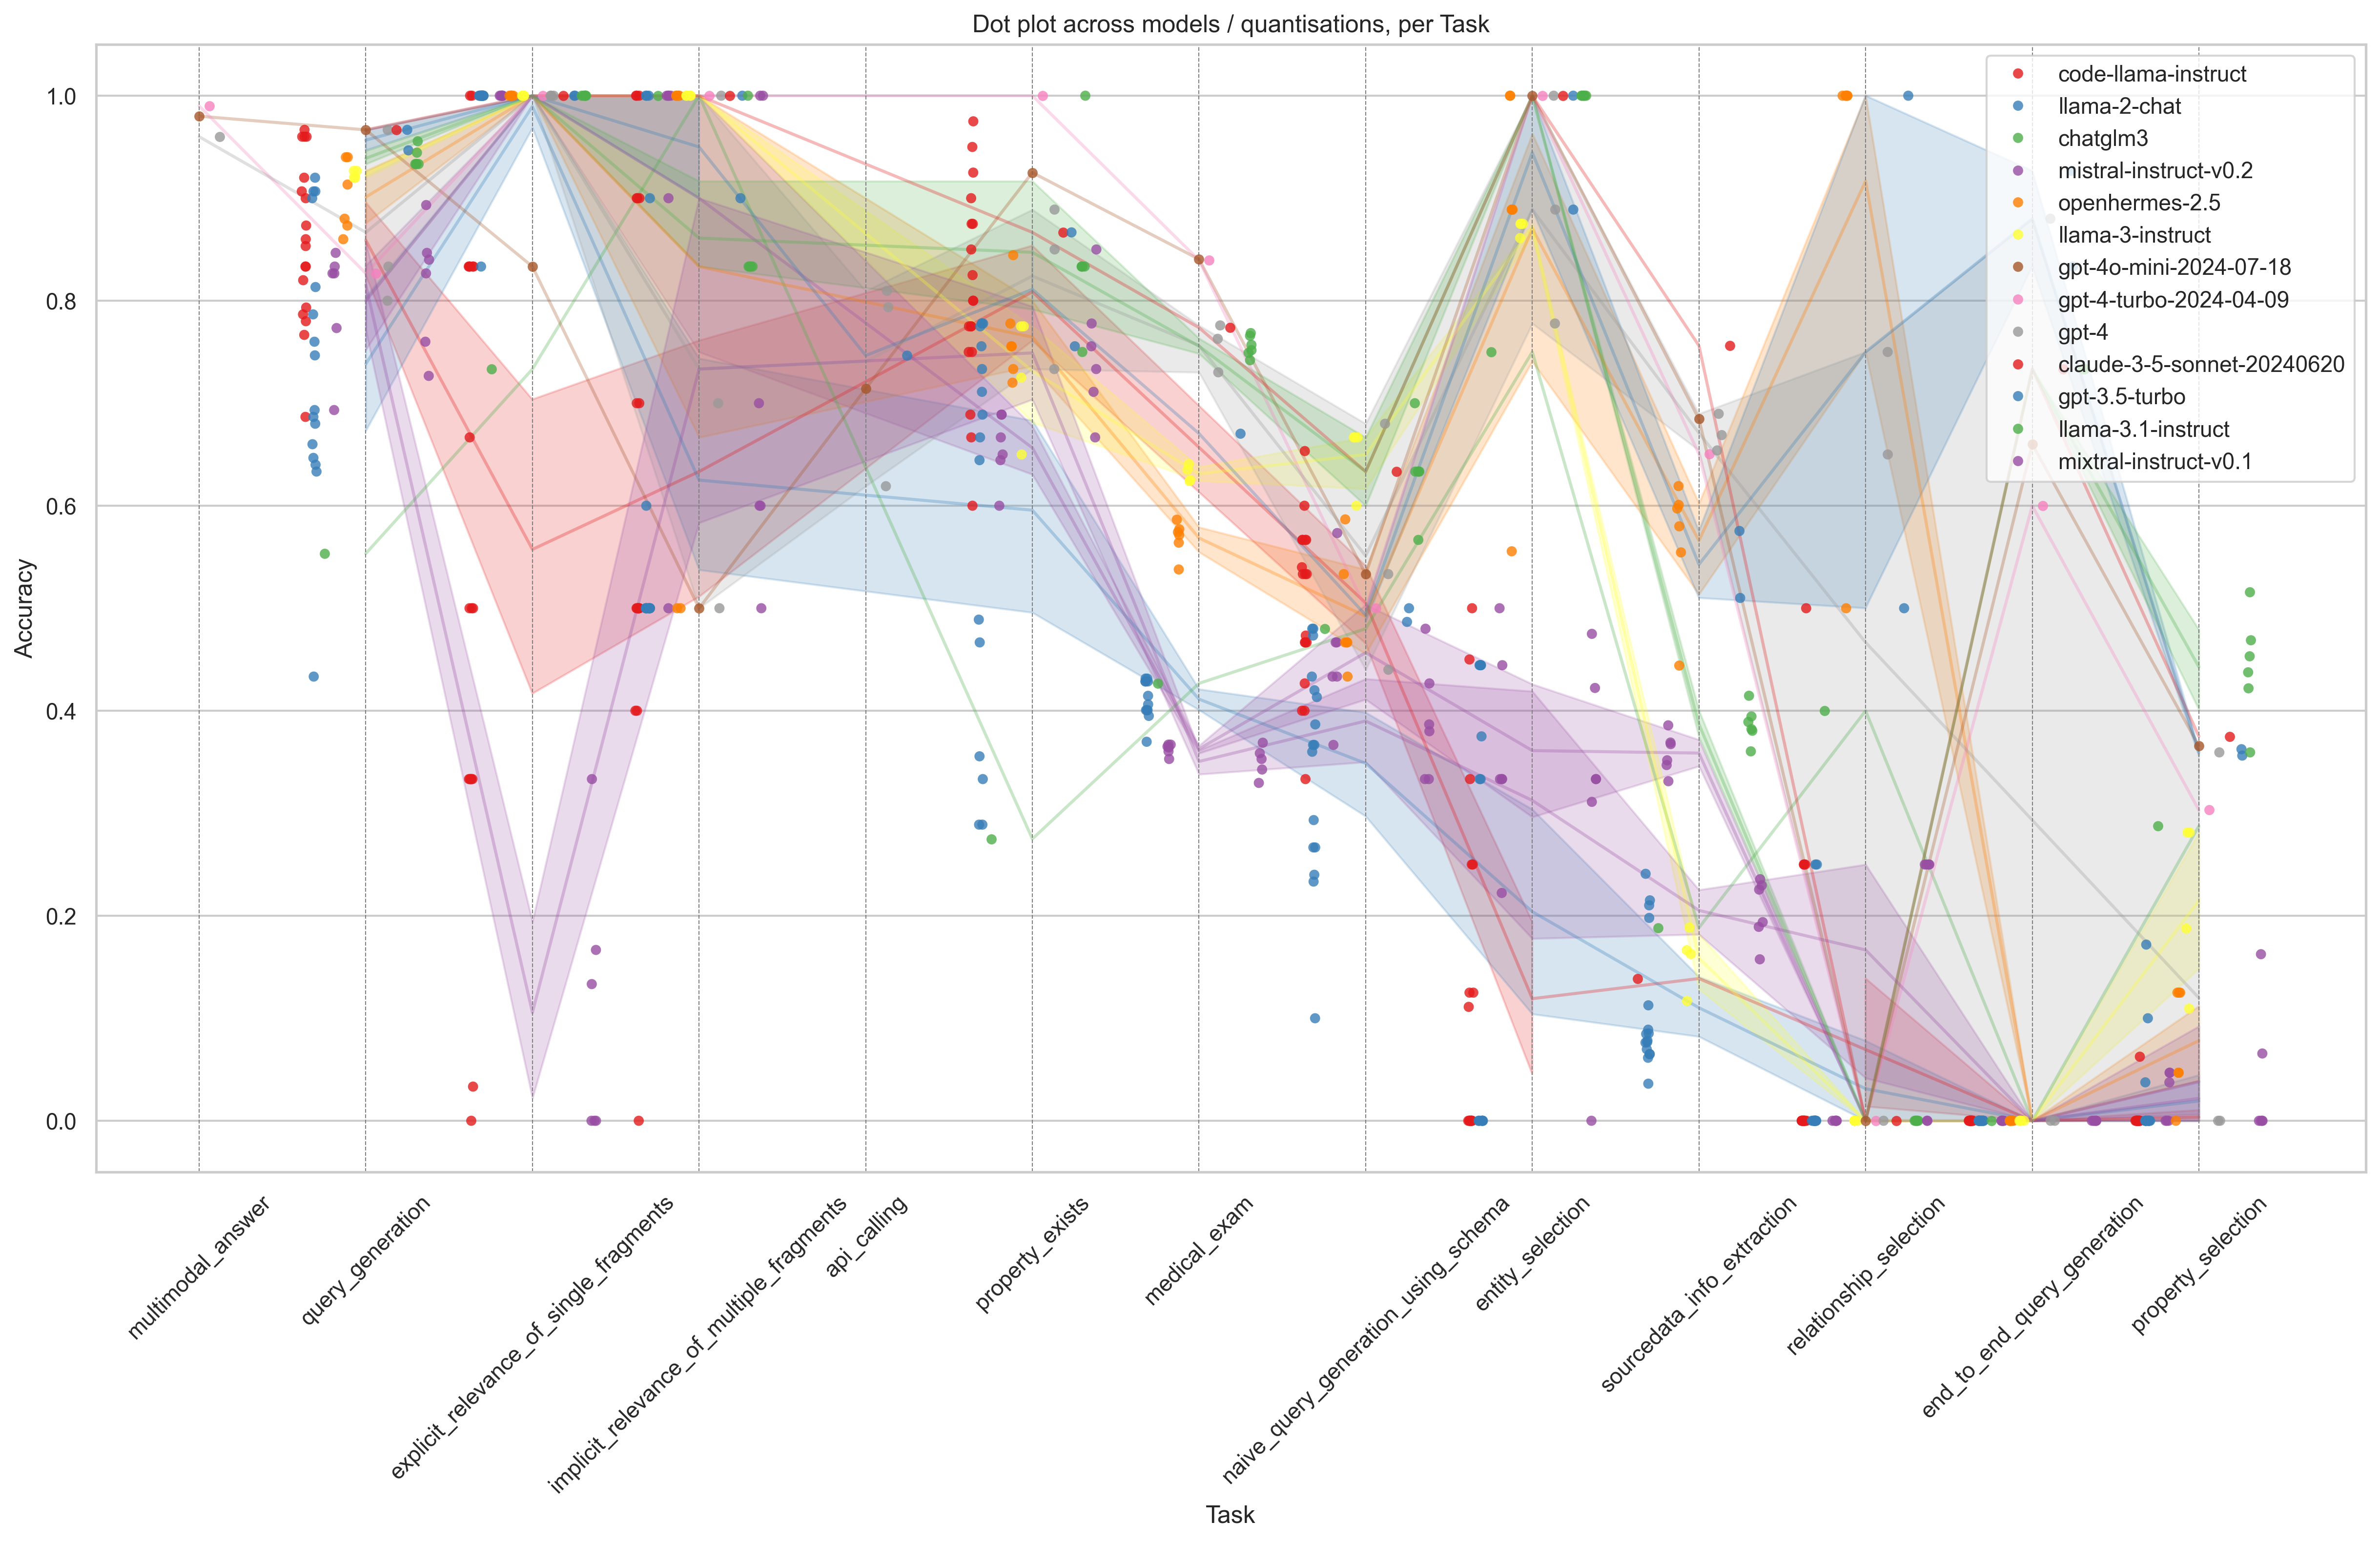 Dot plot across models / quantisations, per Task
1.0
0.8
0.6
0.4
0.2
0.0
Accuracy
code-llama-instruct
llama-2-chat
chatglm3
mistral-instruct-v0.2
openhermes-2.5
llama-3-instruct
gpt-4o-mini-2024-07-18
gpt-4-turbo-2024-04-09
gpt-4
claude-3-5-sonnet-20240620
gpt-3.5-turbo
llama-3.1-instruct
mixtral-instruct-v0.1
multimodal_answer
query_generation
explicit_relevance_of_single_fragments
implicit_relevance_of_multiple_fragments
api_calling
property_exists
medical_exam
naive_query_generation_using_schema
entity_selection
sourcedata_info_extraction
relationship_selection
end_to_end_query_generation
property_selection
Task